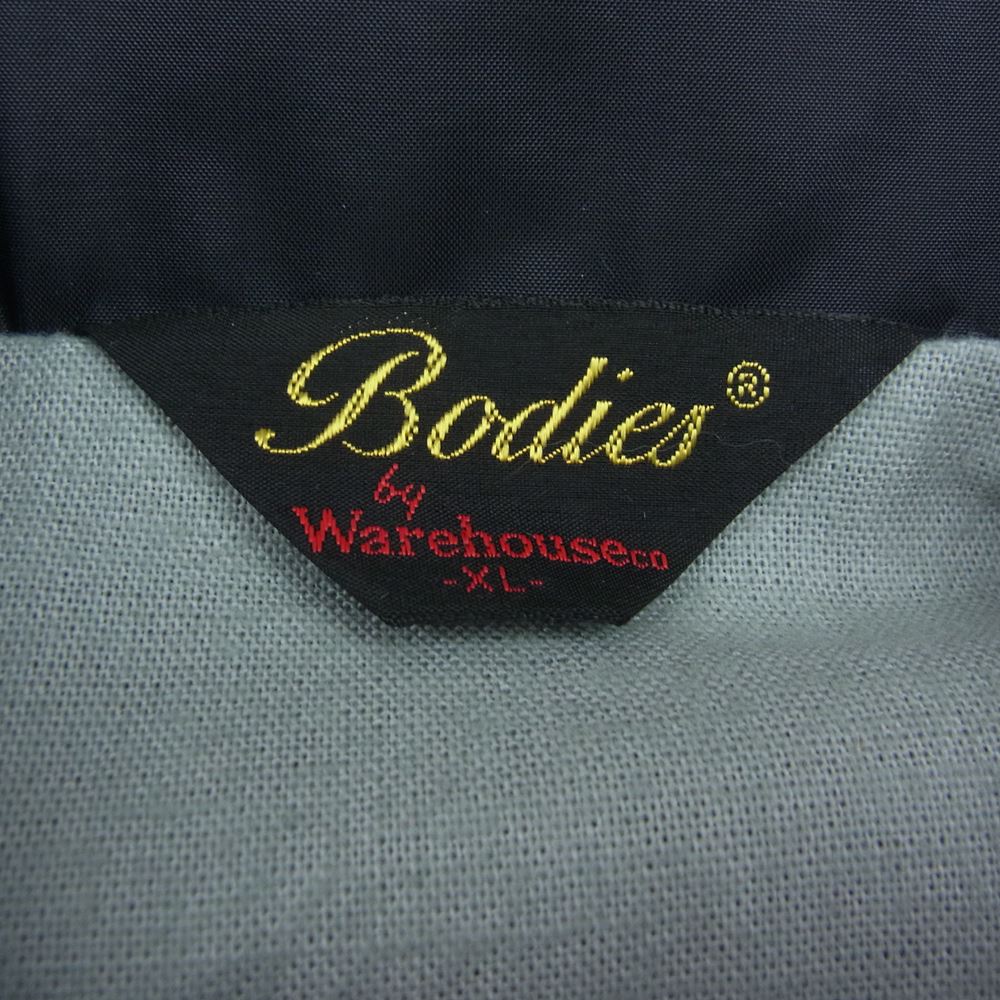 Bodies®
by
Warehouse co
-XL-